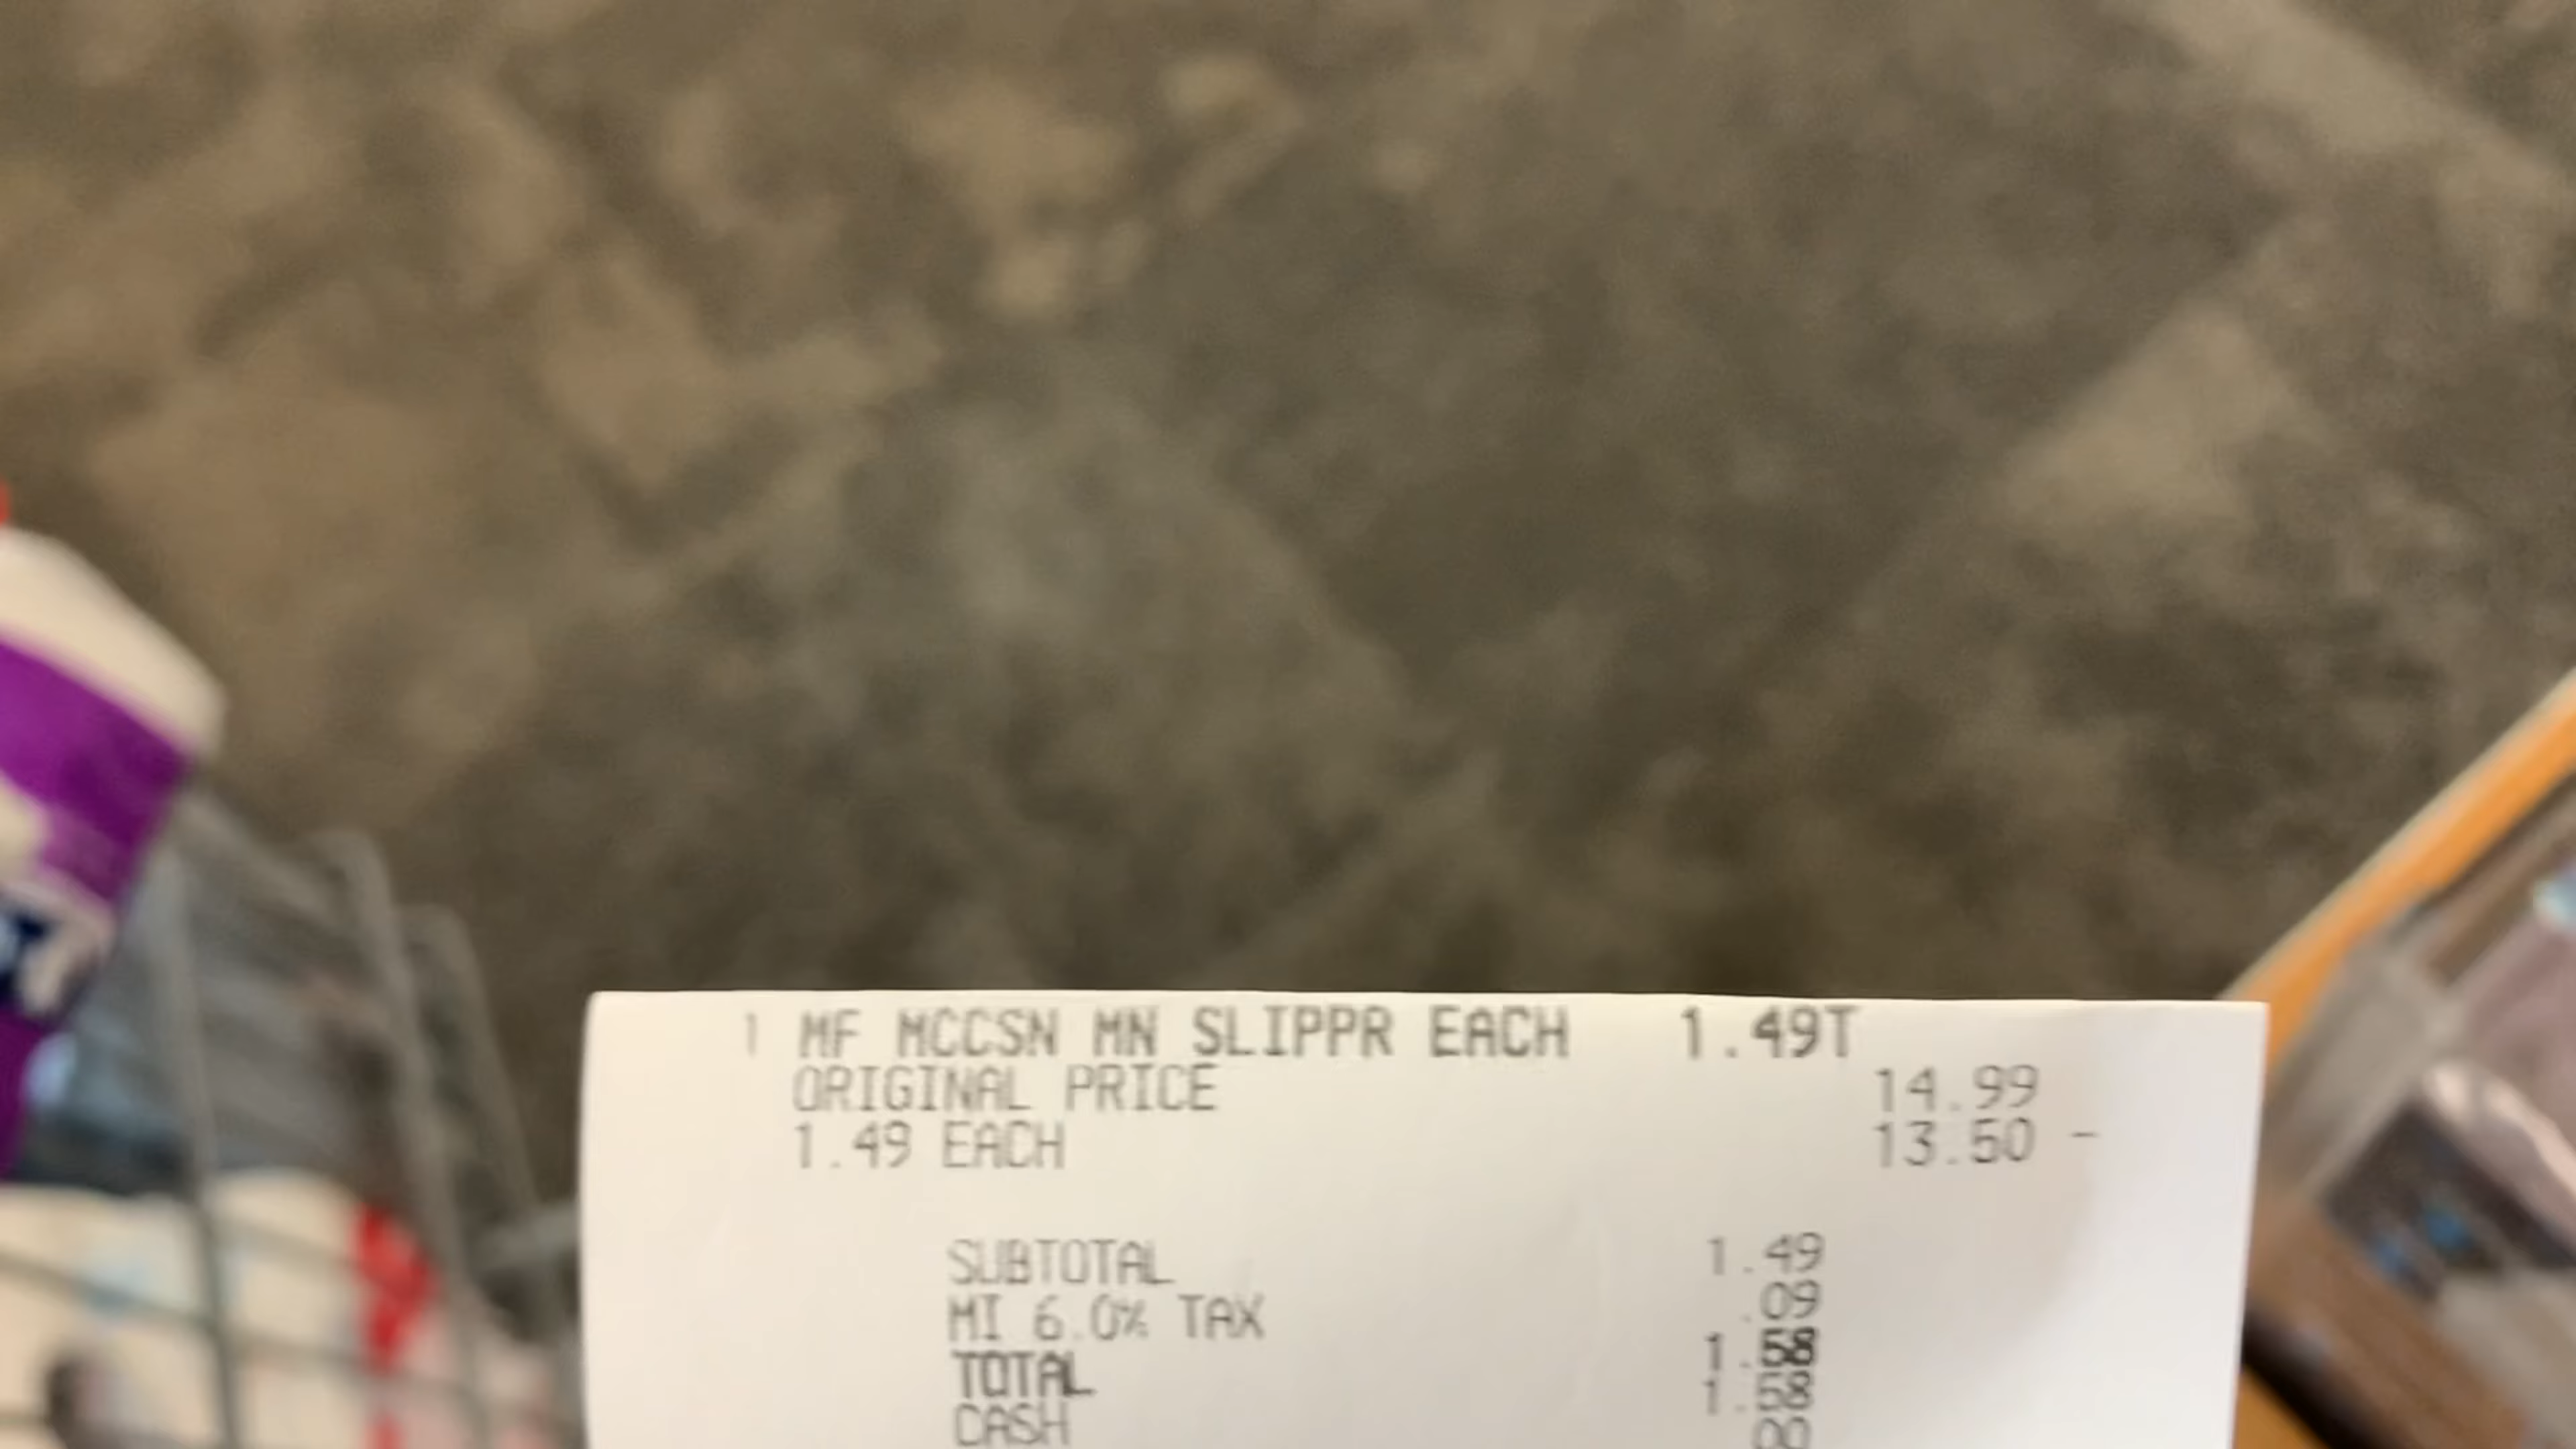 1 MF MCCSN MN SLIPPR EACH 1.49T
ORIGINAL PRICE 14.99
1.49 EACH 13.50 -
SUBTOTAL 1.49
MI 6.0% TAX .09
TOTAL 1.58
CASH 1.58
.00